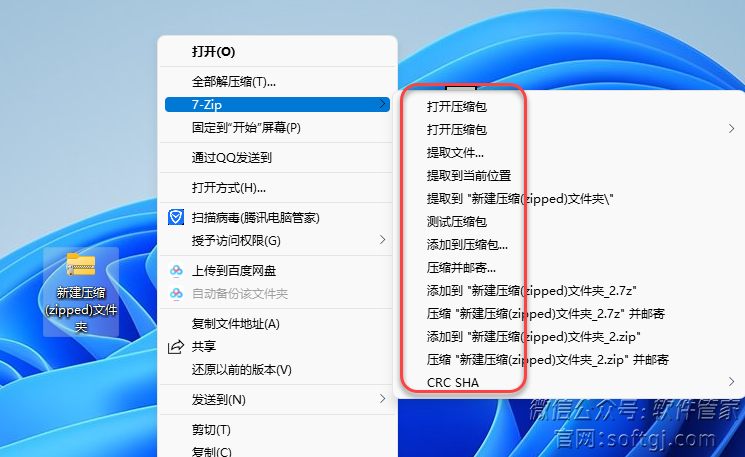 新建压缩
(zipped)文件
夹
打开(O)
全部解压缩(T)...
7-Zip
固定到“开始”屏幕(P)
通过QQ发送到
打开方式(H)...
扫描病毒(腾讯电脑管家)
授予访问权限(G)
上传到百度网盘
自动备份该文件夹
复制文件地址(A)
共享
还原以前的版本(V)
发送到(N)
剪切(T)
复制(C)
打开压缩包
打开压缩包
提取文件...
提取到当前位置
提取到 "新建压缩(zipped)文件夹\"
测试压缩包
添加到压缩包...
压缩并邮寄...
添加到 "新建压缩(zipped)文件夹_2.7z"
压缩 "新建压缩(zipped)文件夹_2.7z" 并邮寄
添加到 "新建压缩(zipped)文件夹_2.zip"
压缩 "新建压缩(zipped)文件夹_2.zip" 并邮寄
CRC SHA
微信公众号:软件管家
官网:softgj.com